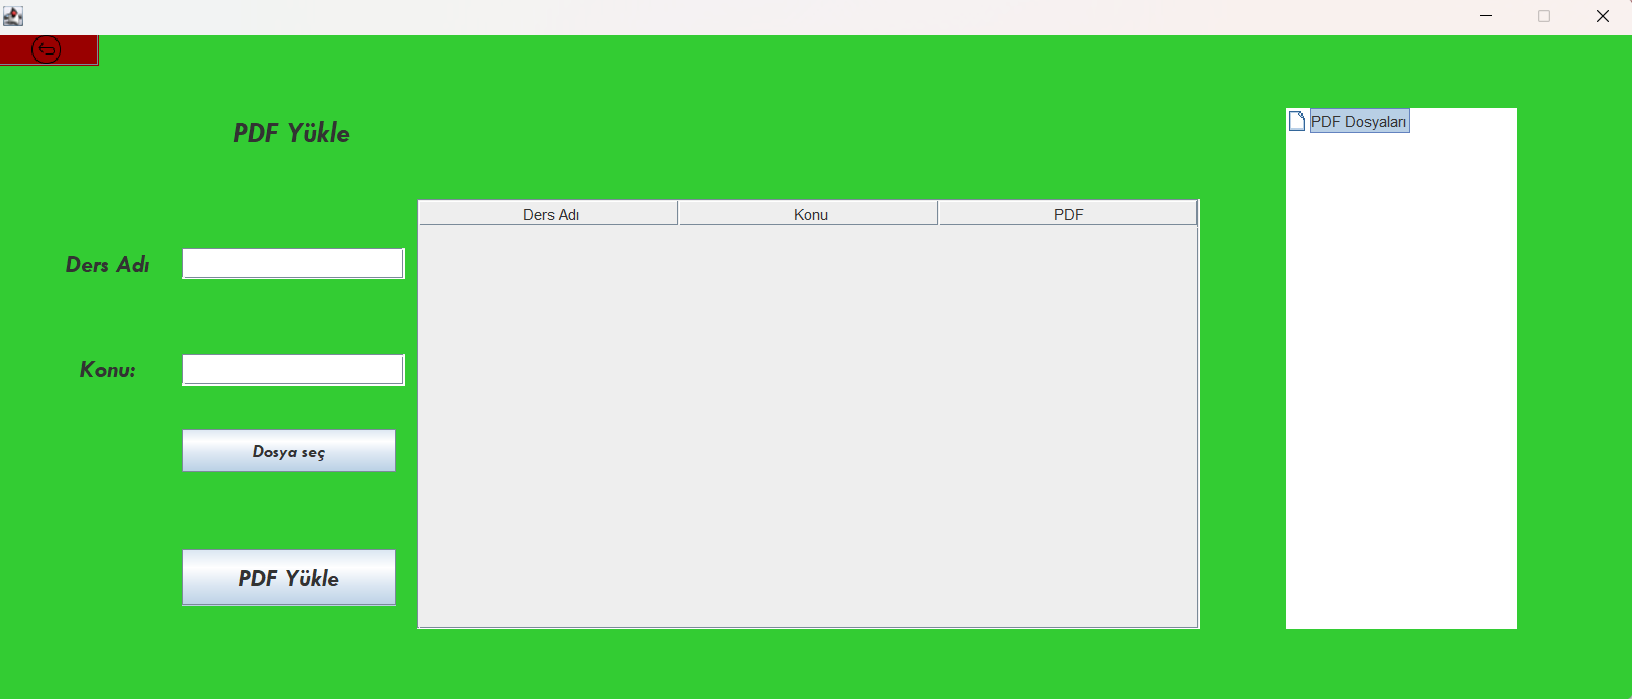 PDF Yükle
PDF Dosyaları
Ders Adı Konu PDF
Ders Adı
Konu:
Dosya seç
PDF Yükle